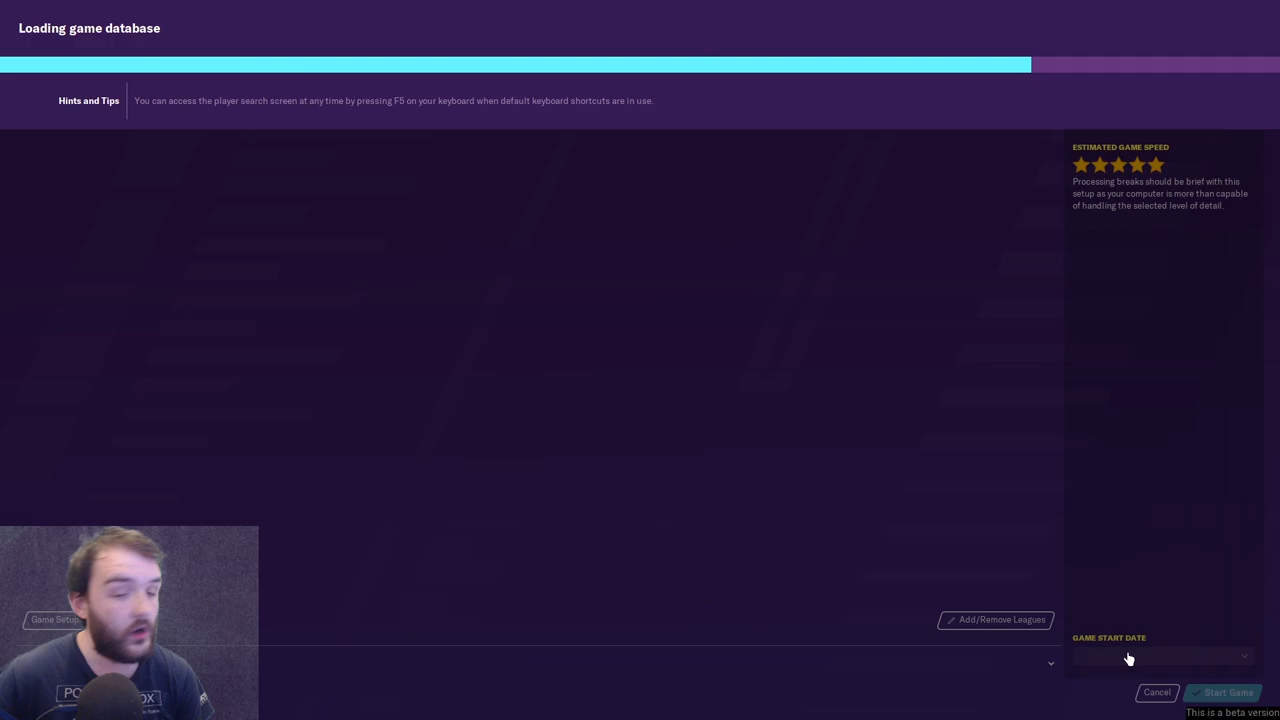 Loading game database
Hints and Tips
You can access the player search screen at any time by pressing F5 on your keyboard when default keyboard shortcuts are in use.
ESTIMATED GAME SPEED
Processing breaks should be brief with this
setup as your computer is more than capable
of handling the selected level of detail.
Game Setup
Add/Remove Leagues
GAME START DATE
Cancel
Start Game
This is a beta version